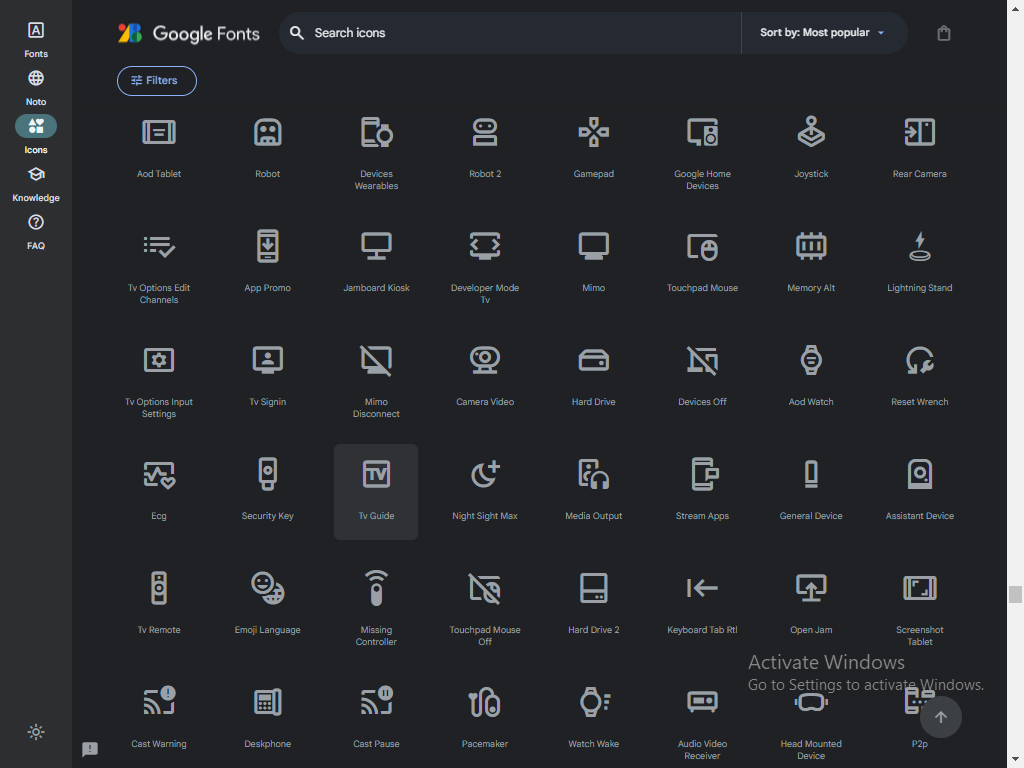 Google Fonts
Search icons
Sort by: Most popular
Filters
Fonts
Noto
Icons
Knowledge
FAQ
Aod Tablet
Robot
Devices
Wearables
Robot 2
Gamepad
Google Home
Devices
Joystick
Rear Camera
Tv Options Edit
Channels
App Promo
Jamboard Kiosk
Developer Mode
Tv
Mimo
Touchpad Mouse
Memory Alt
Lightning Stand
Tv Options Input
Settings
Tv Signin
Mimo
Disconnect
Camera Video
Hard Drive
Devices Off
Aod Watch
Reset Wrench
Ecg
Security Key
TV
Tv Guide
Night Sight Max
Media Output
Stream Apps
General Device
Assistant Device
Tv Remote
Emoji Language
Missing
Controller
Touchpad Mouse
Off
Hard Drive 2
Keyboard Tab Rtl
Open Jam
Screenshot
Tablet
Activate Windows
Go to Settings to activate Windows.
Cast Warning
Deskphone
Cast Pause
Pacemaker
Watch Wake
Audio Video
Receiver
Head Mounted
Device
P2p